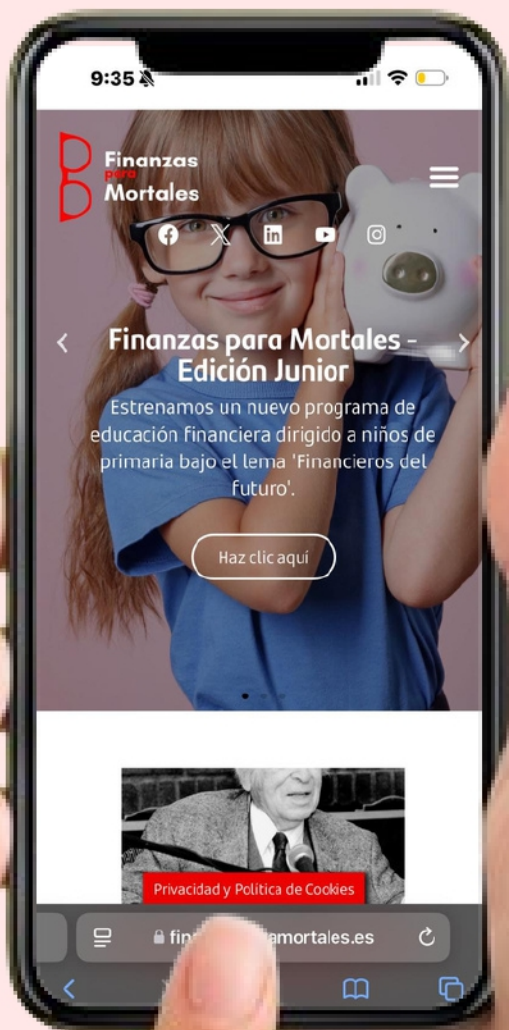 9:35
Finanzas
para
Mortales
Finanzas para Mortales -
Edición Junior
Estrenamos un nuevo programa de
educación financiera dirigido a niños de
primaria bajo el lema 'Financieros del
futuro'.
Haz clic aquí
Privacidad y Política de Cookies
fin amortales.es